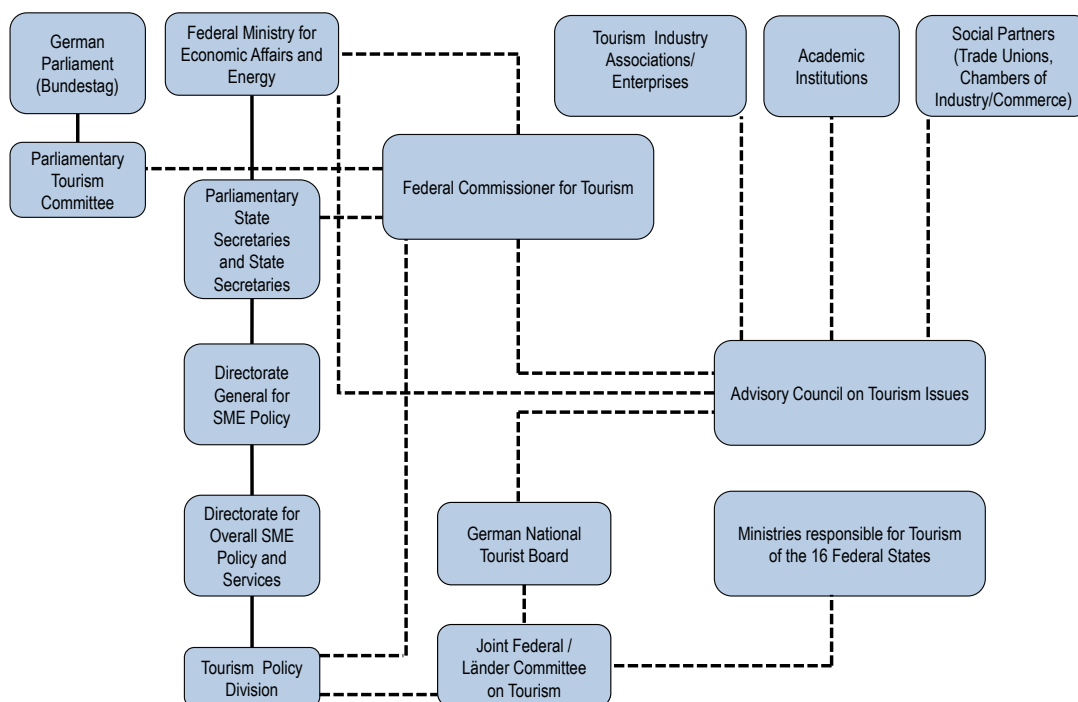 German
Parliament
(Bundestag)
Federal Ministry for
Economic Affairs and
Energy
Tourism Industry
Associations/
Enterprises
Academic
Institutions
Social Partners
(Trade Unions,
Chambers of
Industry/Commerce)
Parliamentary
Tourism
Committee
Federal Commissioner for Tourism
Parliamentary
State
Secretaries
and State
Secretaries
Directorate
General for
SME Policy
Advisory Council on Tourism Issues
Directorate for
Overall SME
Policy and
Services
German National
Tourist Board
Ministries responsible for Tourism
of the 16 Federal States
Tourism Policy
Division
Joint Federal /
Länder Committee
on Tourism